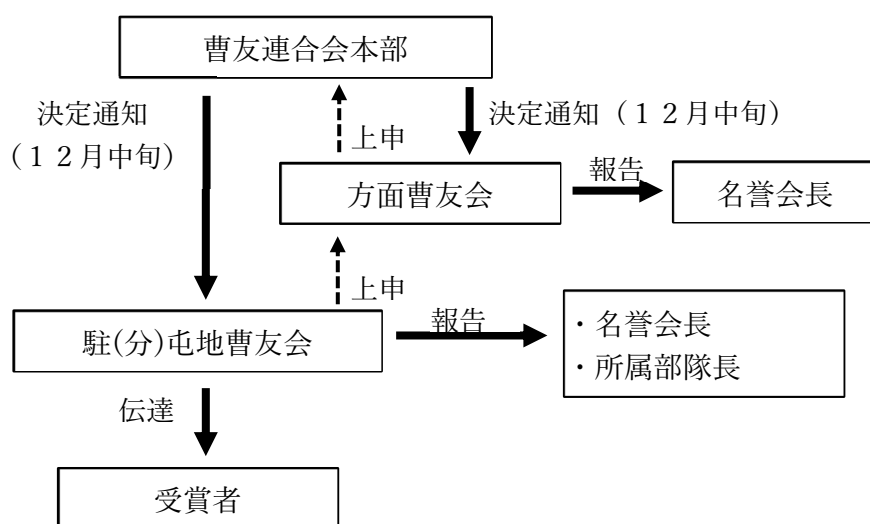 曹友連合会本部
決定通知
(１２月中旬)
上申
決定通知(１２月中旬)
方面曹友会
報告
名誉会長
上申
駐(分)屯地曹友会
報告
・名誉会長
・所属部隊長
伝達
受賞者